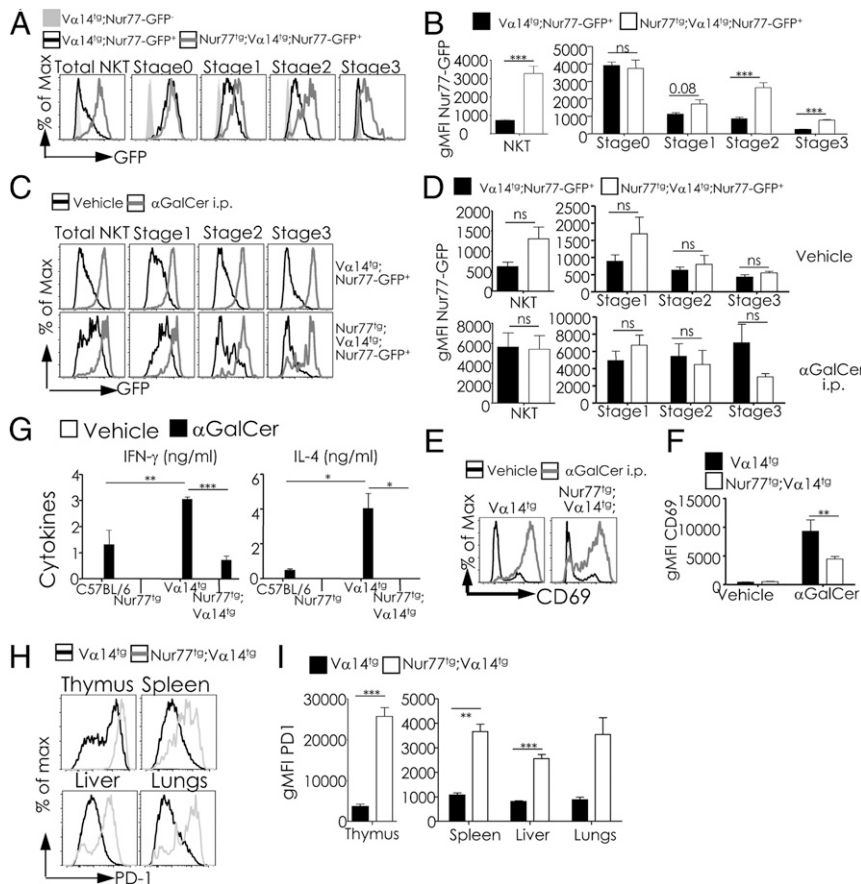 A
Vα14ᵗᵍ;Nur77-GFP⁻
Vα14ᵗᵍ;Nur77-GFP⁺ Nur77ᵗᵍ;Vα14ᵗᵍ;Nur77-GFP⁺
Total NKT Stage0 Stage1 Stage2 Stage3
% of Max
GFP
B
Vα14ᵗᵍ;Nur77-GFP⁺ Nur77ᵗᵍ;Vα14ᵗᵍ;Nur77-GFP⁺
gMFI Nur77-GFP
4000
3000
2000
1000
0
***
NKT
5000
4000
3000
2000
1000
0
ns 0.08 *** ***
Stage0 Stage1 Stage2 Stage3
C
Vehicle αGalCer i.p.
Total NKT Stage1 Stage2 Stage3
% of Max
Vα14ᵗᵍ;
Nur77-GFP⁺
Nur77ᵗᵍ;
Vα14ᵗᵍ;
Nur77-GFP⁺
GFP
D
Vα14ᵗᵍ;Nur77-GFP⁺ Nur77ᵗᵍ;Vα14ᵗᵍ;Nur77-GFP⁺
gMFI Nur77-GFP
2000
1500
1000
500
0
ns
NKT
2500
2000
1500
1000
500
0
ns ns ns
Stage1 Stage2 Stage3
Vehicle
8000
6000
4000
2000
0
ns
NKT
10000
8000
6000
4000
2000
0
ns ns ns
Stage1 Stage2 Stage3
αGalCer
i.p.
G
Vehicle αGalCer
Cytokines
IFN-γ (ng/ml)
4
3
2
1
0
** ***
C57BL/6 Nur77ᵗᵍ Vα14ᵗᵍ Nur77ᵗᵍ;
Vα14ᵗᵍ
IL-4 (ng/ml)
6
4
2
0
* *
C57BL/6 Nur77ᵗᵍ Vα14ᵗᵍ Nur77ᵗᵍ;
Vα14ᵗᵍ
E
Vehicle αGalCer i.p.
Vα14ᵗᵍ Nur77ᵗᵍ;
Vα14ᵗᵍ;
% of Max
CD69
F
Vα14ᵗᵍ
Nur77ᵗᵍ;Vα14ᵗᵍ
gMFI CD69
15000
10000
5000
0
**
Vehicle αGalCer
H
Vα14ᵗᵍ Nur77ᵗᵍ;Vα14ᵗᵍ
Thymus Spleen
Liver Lungs
% of max
PD-1
I
Vα14ᵗᵍ Nur77ᵗᵍ;Vα14ᵗᵍ
gMFI PD1
30000
20000
10000
0
***
Thymus
5000
4000
3000
2000
1000
0
** ***
Spleen Liver Lungs